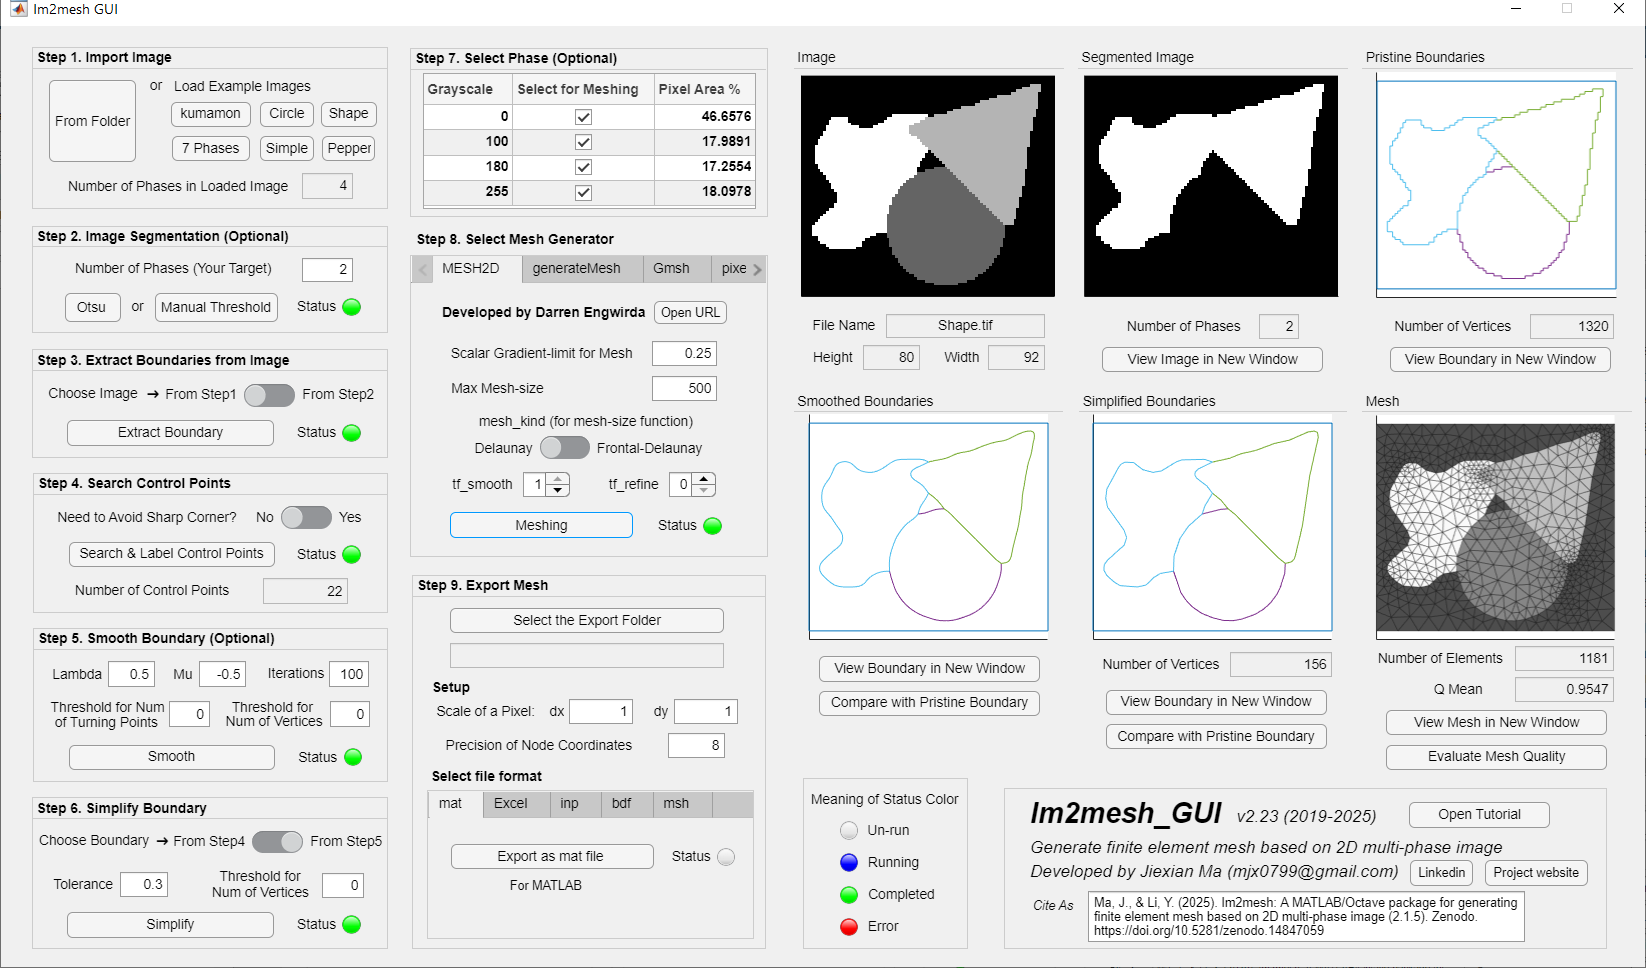 Im2mesh GUI
Step 1. Import Image
From Folder
or Load Example Images
kumamon Circle Shape
7 Phases Simple Pepper
Number of Phases in Loaded Image 4
Step 2. Image Segmentation (Optional)
Number of Phases (Your Target) 2
Otsu or Manual Threshold Status
Step 3. Extract Boundaries from Image
Choose Image ➔ From Step1 From Step2
Extract Boundary Status
Step 4. Search Control Points
Need to Avoid Sharp Corner? No Yes
Search & Label Control Points Status
Number of Control Points 22
Step 5. Smooth Boundary (Optional)
Lambda 0.5 Mu -0.5 Iterations 100
Threshold for Num of Turning Points 0 Threshold for Num of Vertices 0
Smooth Status
Step 6. Simplify Boundary
Choose Boundary ➔ From Step4 From Step5
Tolerance 0.3 Threshold for Num of Vertices 0
Simplify Status
Step 7. Select Phase (Optional)
Grayscale Select for Meshing Pixel Area %
0 46.6576
100 17.9891
180 17.2554
255 18.0978
Step 8. Select Mesh Generator
MESH2D generateMesh Gmsh pixe
Developed by Darren Engwirda Open URL
Scalar Gradient-limit for Mesh 0.25
Max Mesh-size 500
mesh_kind (for mesh-size function)
Delaunay Frontal-Delaunay
tf_smooth 1 tf_refine 0
Meshing Status
Step 9. Export Mesh
Select the Export Folder
Setup
Scale of a Pixel: dx 1 dy 1
Precision of Node Coordinates 8
Select file format
mat Excel inp bdf msh
Export as mat file Status
For MATLAB
Image
File Name Shape.tif
Height 80 Width 92
Segmented Image
Number of Phases 2
View Image in New Window
Pristine Boundaries
Number of Vertices 1320
View Boundary in New Window
Smoothed Boundaries
View Boundary in New Window
Compare with Pristine Boundary
Simplified Boundaries
Number of Vertices 156
View Boundary in New Window
Compare with Pristine Boundary
Mesh
Number of Elements 1181
Q Mean 0.9547
View Mesh in New Window
Evaluate Mesh Quality
Meaning of Status Color
Un-run
Running
Completed
Error
Im2mesh_GUI v2.23 (2019-2025) Open Tutorial
Generate finite element mesh based on 2D multi-phase image
Developed by Jiexian Ma (mjx0799@gmail.com) Linkedin Project website
Cite As
Ma, J., & Li, Y. (2025). Im2mesh: A MATLAB/Octave package for generating
finite element mesh based on 2D multi-phase image (2.1.5). Zenodo.
https://doi.org/10.5281/zenodo.14847059